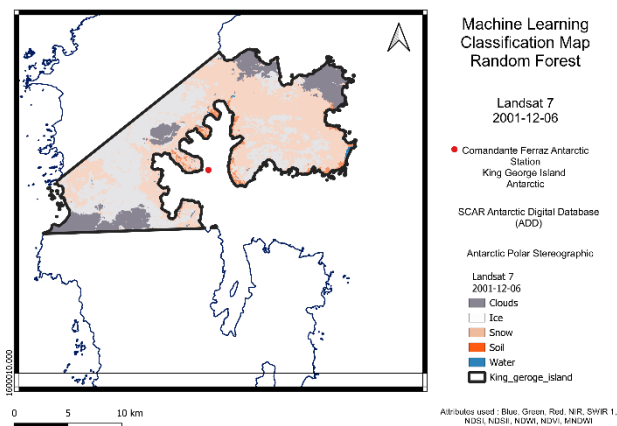 Machine Learning
Classification Map
Random Forest
Landsat 7
2001-12-06
Comandante Ferraz Antarctic
Station
King George Island
Antarctic
SCAR Antarctic Digital Database
(ADD)
Antarctic Polar Stereographic
Landsat 7
2001-12-06
Clouds
Ice
Snow
Soil
Water
King_geroge_island
1600010.000
0 5 10 km
Attributes used : Blue, Green, Red, NIR, SWIR 1,
NDSI, NDSII, NDWI, NDVI, MNDWI